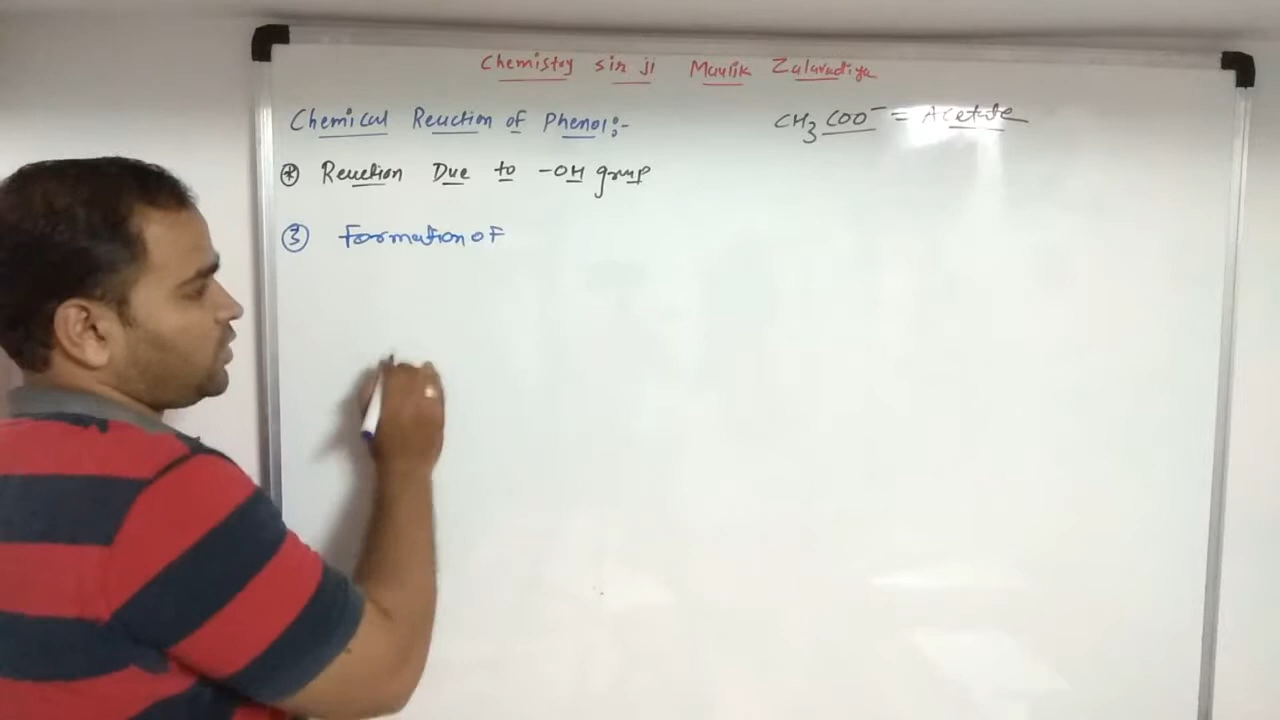 Chemistry sir ji Maulik Zalavadiya
Chemical Reaction of Phenol:-
CH3COO- = Acetate
* Reaction Due to -OH group
3 Formation of